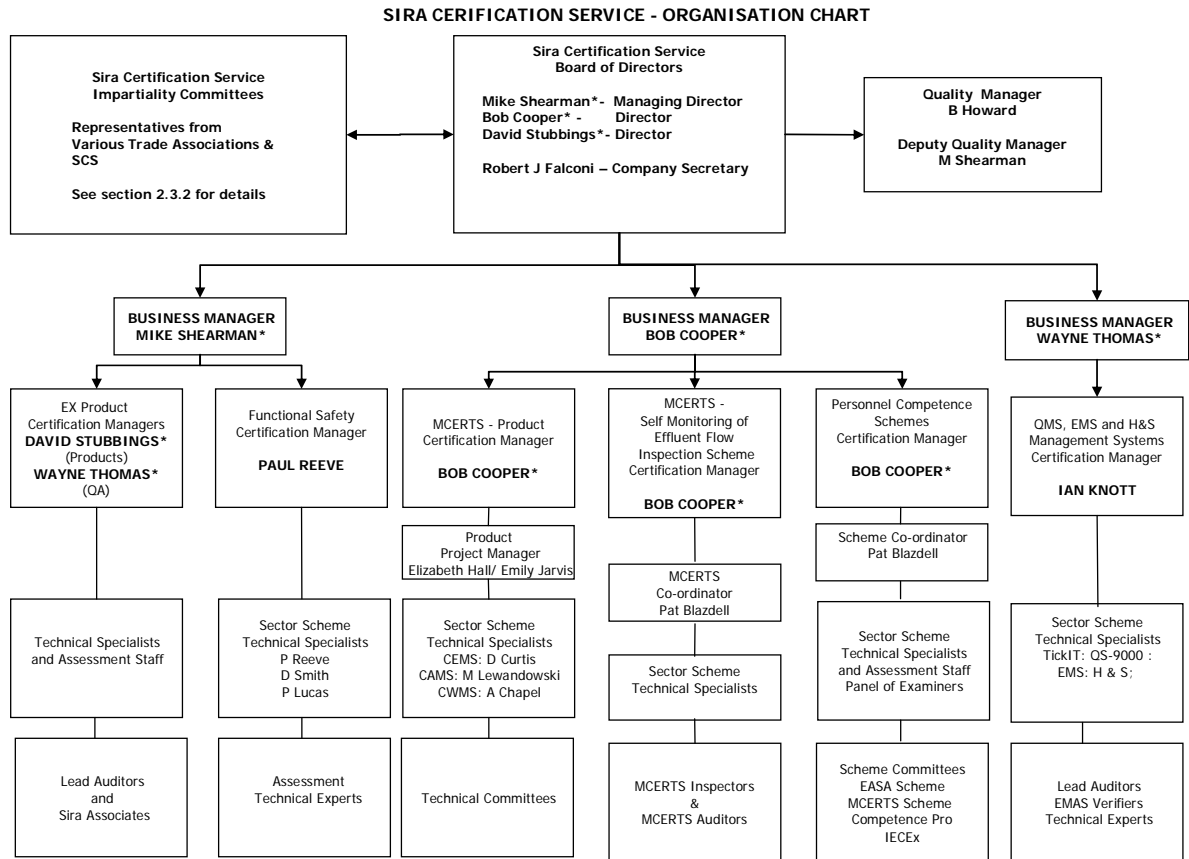 SIRA CERIFICATION SERVICE - ORGANISATION CHART
Sira Certification Service
Impartiality Committees
Representatives from
Various Trade Associations &
SCS
See section 2.3.2 for details
Sira Certification Service
Board of Directors
Mike Shearman*- Managing Director
Bob Cooper* - Director
David Stubbings*- Director
Robert J Falconi – Company Secretary
Quality Manager
B Howard
Deputy Quality Manager
M Shearman
BUSINESS MANAGER
MIKE SHEARMAN*
BUSINESS MANAGER
BOB COOPER*
BUSINESS MANAGER
WAYNE THOMAS*
EX Product
Certification Managers
DAVID STUBBINGS*
(Products)
WAYNE THOMAS*
(QA)
Functional Safety
Certification Manager
PAUL REEVE
MCERTS - Product
Certification Manager
BOB COOPER*
MCERTS -
Self Monitoring of
Effluent Flow
Inspection Scheme
Certification Manager
BOB COOPER*
Personnel Competence
Schemes
Certification Manager
BOB COOPER*
QMS, EMS and H&S
Management Systems
Certification Manager
IAN KNOTT
Product
Project Manager
Elizabeth Hall/ Emily Jarvis
MCERTS
Co-ordinator
Pat Blazdell
Scheme Co-ordinator
Pat Blazdell
Technical Specialists
and Assessment Staff
Sector Scheme
Technical Specialists
P Reeve
D Smith
P Lucas
Sector Scheme
Technical Specialists
CEMS: D Curtis
CAMS: M Lewandowski
CWMS: A Chapel
Sector Scheme
Technical Specialists
Sector Scheme
Technical Specialists
and Assessment Staff
Panel of Examiners
Sector Scheme
Technical Specialists
TickIT: QS-9000 :
EMS: H & S;
Lead Auditors
and
Sira Associates
Assessment
Technical Experts
Technical Committees
MCERTS Inspectors
&
MCERTS Auditors
Scheme Committees
EASA Scheme
MCERTS Scheme
Competence Pro
IECEx
Lead Auditors
EMAS Verifiers
Technical Experts